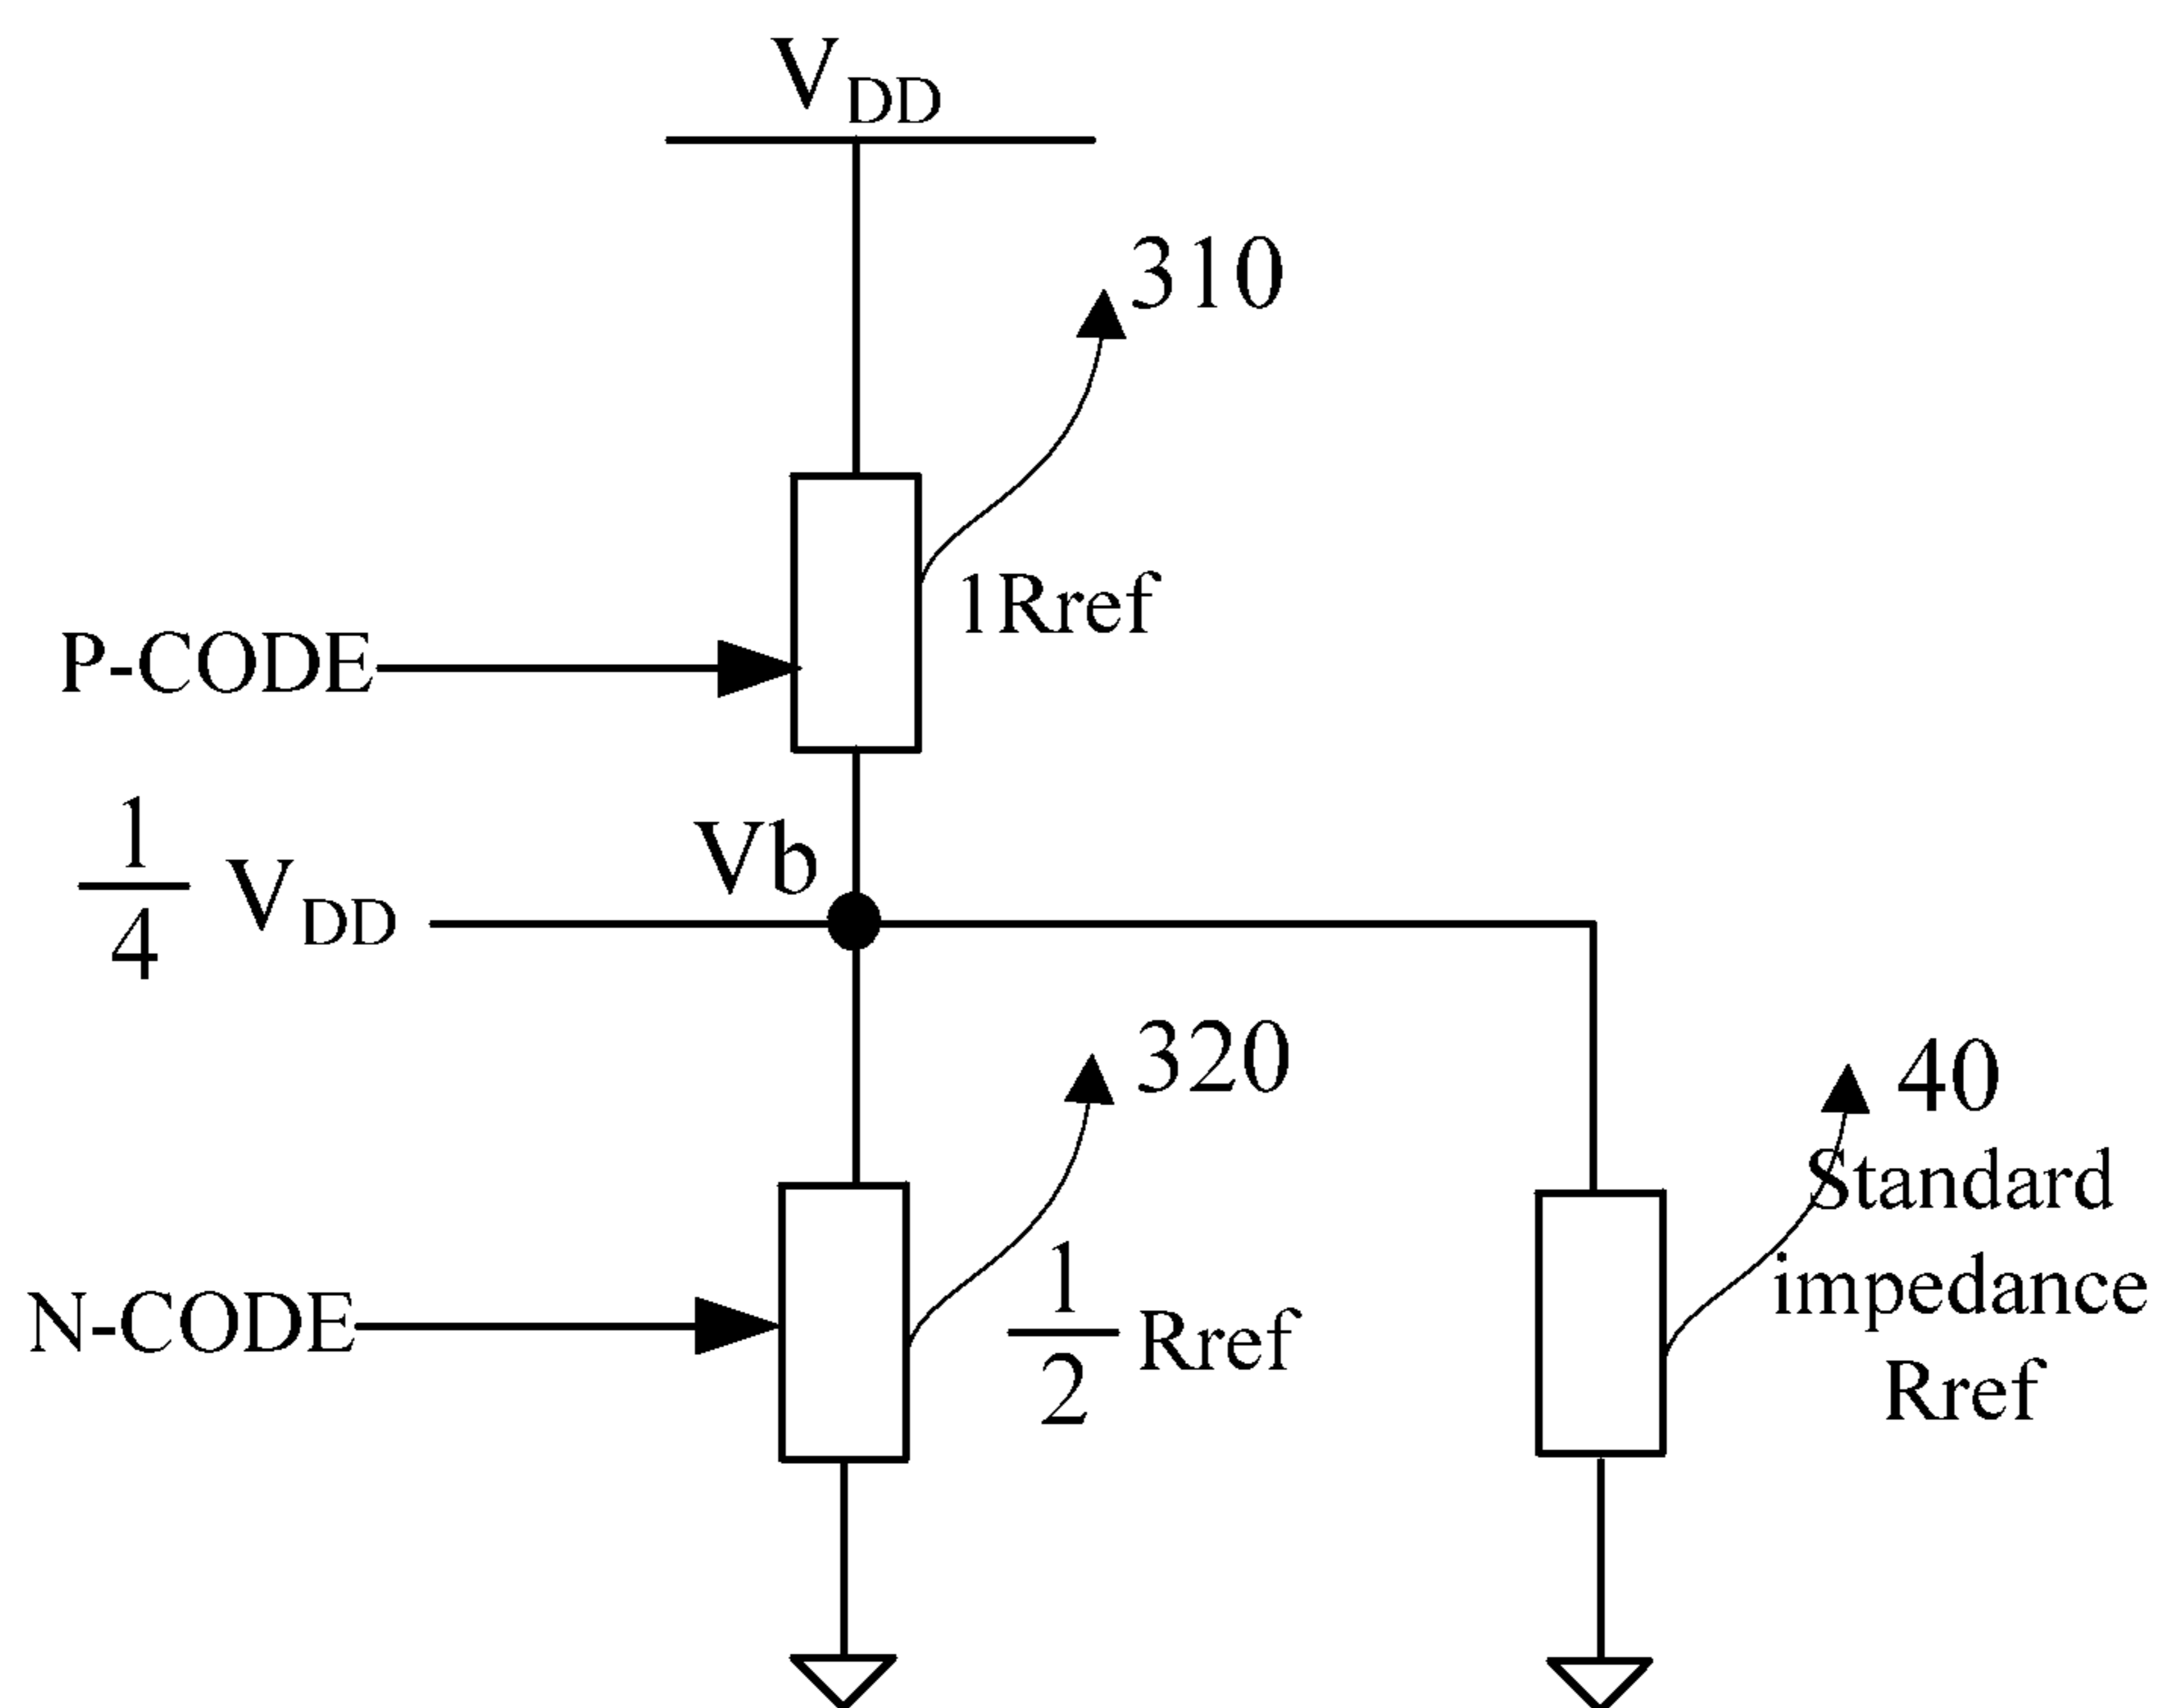 VDD
310
1Rref
P-CODE
1/4 VDD
Vb
320
40
Standard
impedance
Rref
N-CODE
1/2 Rref